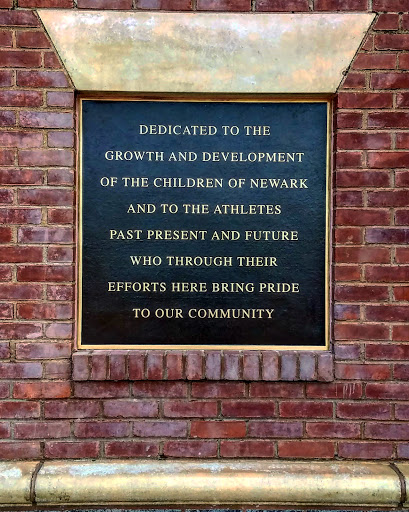 DEDICATED TO THE
GROWTH AND DEVELOPMENT
OF THE CHILDREN OF NEWARK
AND TO THE ATHLETES
PAST PRESENT AND FUTURE
WHO THROUGH THEIR
EFFORTS HERE BRING PRIDE
TO OUR COMMUNITY